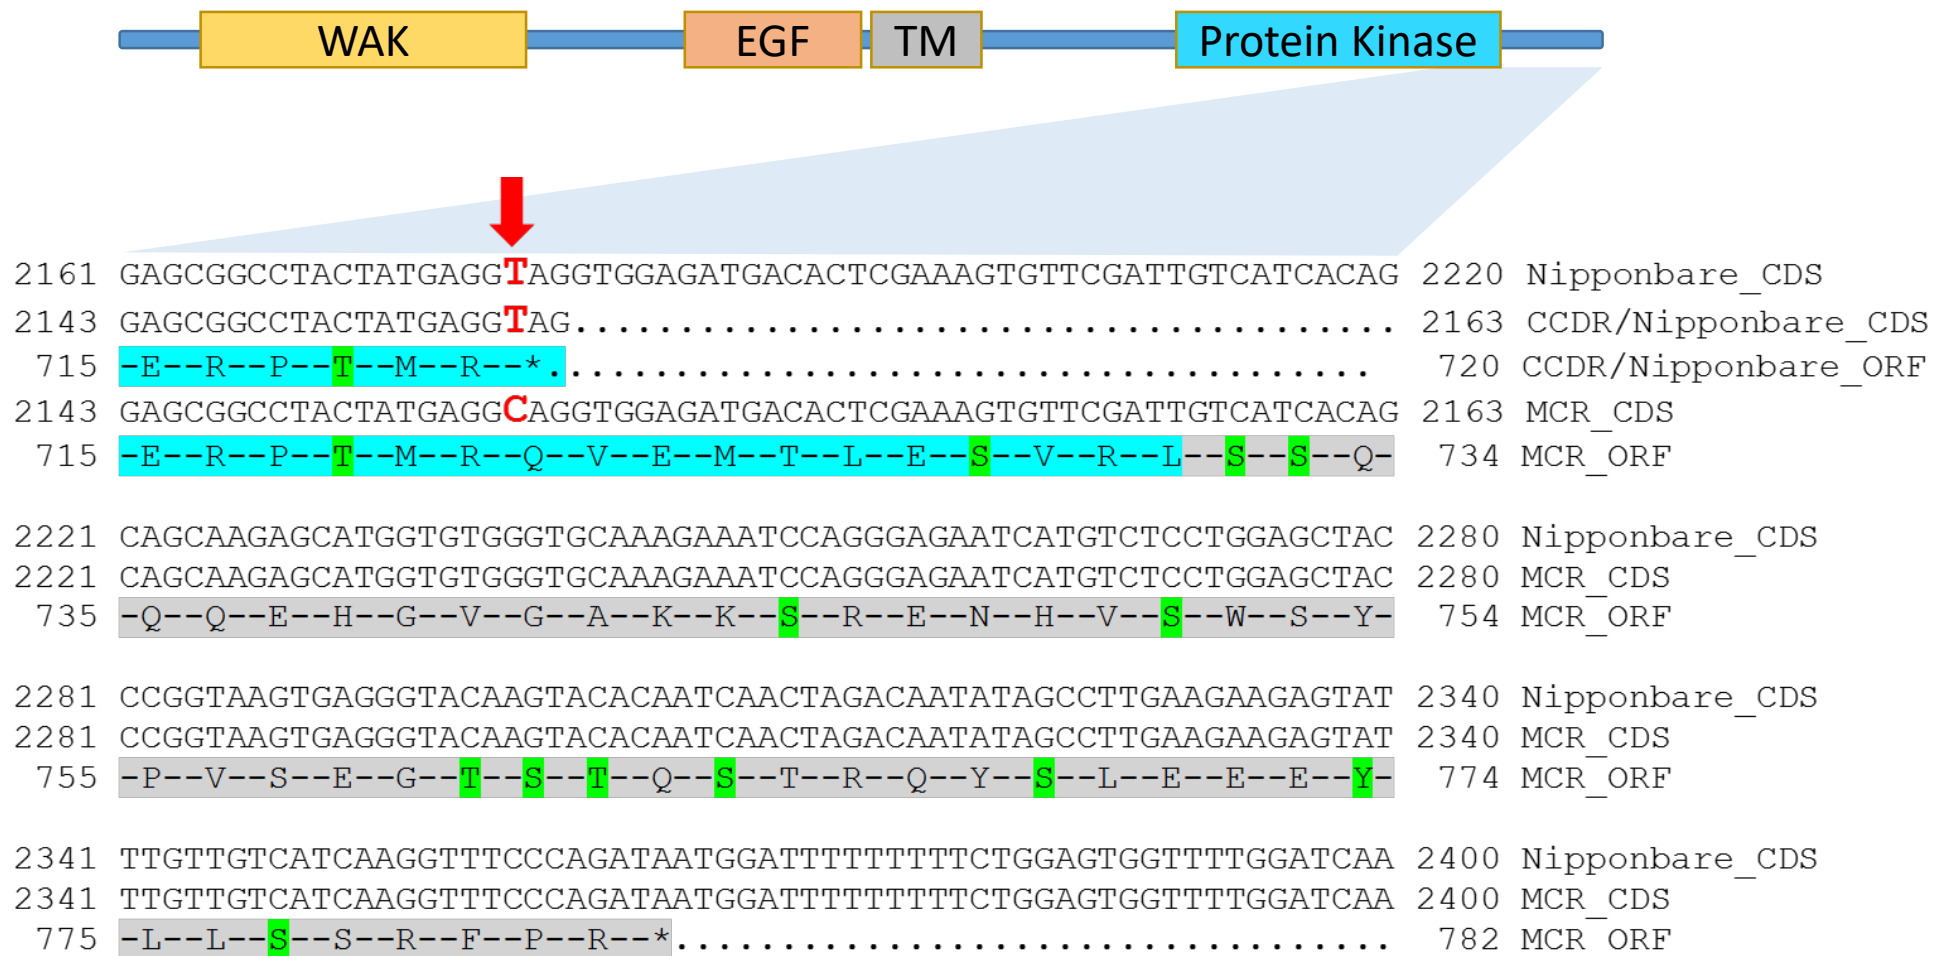 WAK EGF TM Protein Kinase
2161 GAGCGGCCTACTATGAGGTAGGTGGAGATGACACTCGAAAGTGTTCGATTGTCATCACAG 2220 Nipponbare_CDS
2143 GAGCGGCCTACTATGAGGTAG....................................... 2163 CCDR/Nipponbare_CDS
715 -E--R--P--T--M--R--*....................................... 720 CCDR/Nipponbare_ORF
2143 GAGCGGCCTACTATGAGGCAGGTGGAGATGACACTCGAAAGTGTTCGATTGTCATCACAG 2163 MCR_CDS
715 -E--R--P--T--M--R--Q--V--E--M--T--L--E--S--V--R--L--S--S--Q- 734 MCR_ORF
2221 CAGCAAGAGCATGGTGTGGGTGCAAAGAAATCCAGGGAGAATCATGTCTCCTGGAGCTAC 2280 Nipponbare_CDS
2221 CAGCAAGAGCATGGTGTGGGTGCAAAGAAATCCAGGGAGAATCATGTCTCCTGGAGCTAC 2280 MCR_CDS
735 -Q--Q--E--H--G--V--G--A--K--K--S--R--E--N--H--V--S--W--S--Y- 754 MCR_ORF
2281 CCGGTAAGTGAGGGTACAAGTACACAATCAACTAGACAATATAGCCTTGAAGAAGAGTAT 2340 Nipponbare_CDS
2281 CCGGTAAGTGAGGGTACAAGTACACAATCAACTAGACAATATAGCCTTGAAGAAGAGTAT 2340 MCR_CDS
755 -P--V--S--E--G--T--S--T--Q--S--T--R--Q--Y--S--L--E--E--E--Y- 774 MCR_ORF
2341 TTGTTGTCATCAAGGTTTCCCAGATAATGGATTTTTTTTTCTGGAGTGGTTTTGGATCAA 2400 Nipponbare_CDS
2341 TTGTTGTCATCAAGGTTTCCCAGATAATGGATTTTTTTTTCTGGAGTGGTTTTGGATCAA 2400 MCR_CDS
775 -L--L--S--S--R--F--P--R--*.................................. 782 MCR_ORF